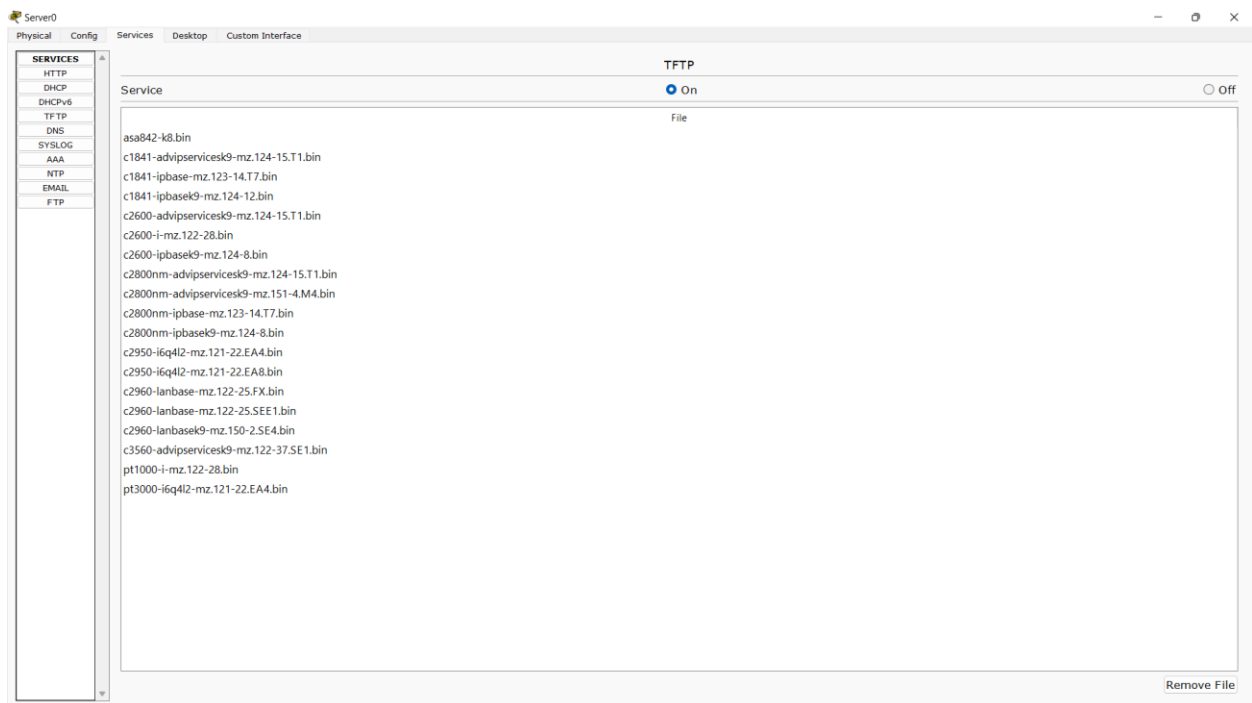 Server0
Physical Config Services Desktop Custom Interface
SERVICES
HTTP
DHCP
DHCPv6
TFTP
DNS
SYSLOG
AAA
NTP
EMAIL
FTP
TFTP
Service On Off
File
asa842-k8.bin
c1841-advipservicesk9-mz.124-15.T1.bin
c1841-ipbase-mz.123-14.T7.bin
c1841-ipbasek9-mz.124-12.bin
c2600-advipservicesk9-mz.124-15.T1.bin
c2600-i-mz.122-28.bin
c2600-ipbasek9-mz.124-8.bin
c2800nm-advipservicesk9-mz.124-15.T1.bin
c2800nm-advipservicesk9-mz.151-4.M4.bin
c2800nm-ipbase-mz.123-14.T7.bin
c2800nm-ipbasek9-mz.124-8.bin
c2950-i6q4l2-mz.121-22.EA4.bin
c2950-i6q4l2-mz.121-22.EA8.bin
c2960-lanbase-mz.122-25.FX.bin
c2960-lanbase-mz.122-25.SEE1.bin
c2960-lanbasek9-mz.150-2.SE4.bin
c3560-advipservicesk9-mz.122-37.SE1.bin
pt1000-i-mz.122-28.bin
pt3000-i6q4l2-mz.121-22.EA4.bin
Remove File